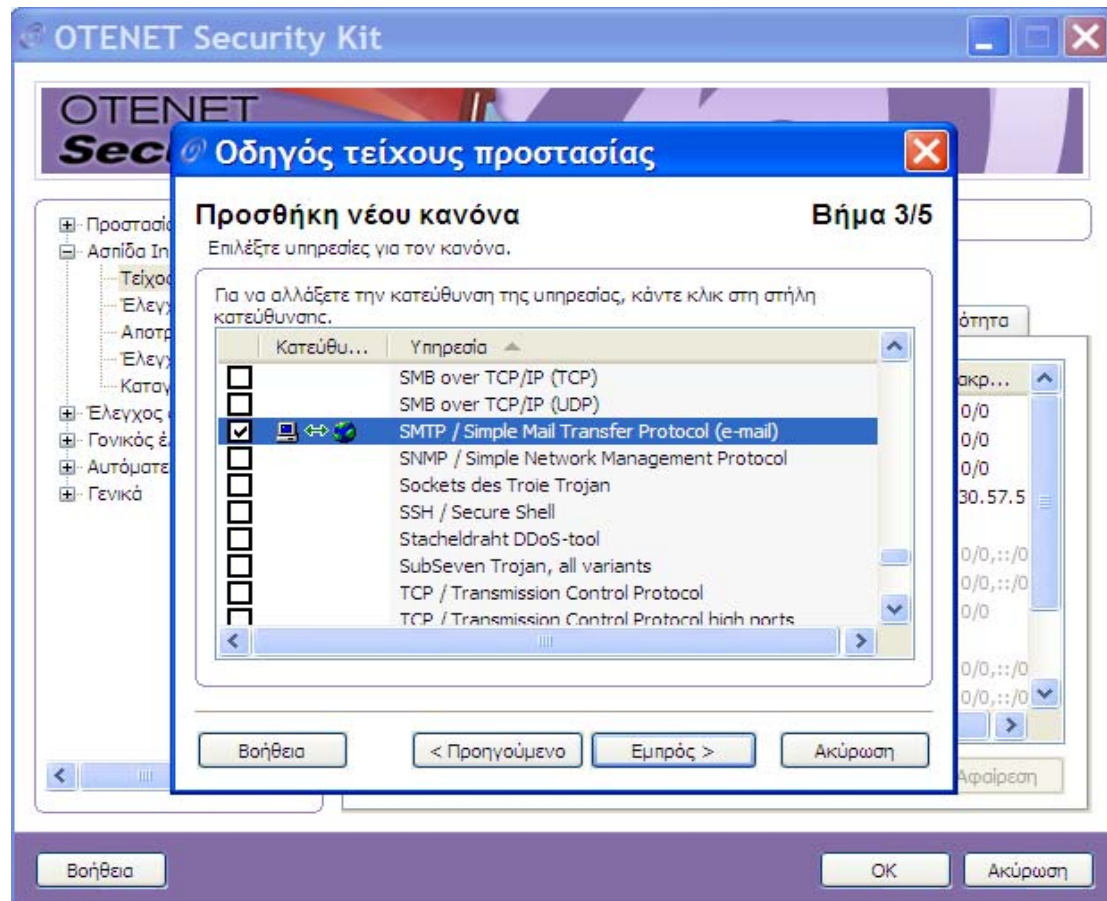 OTENET Security Kit
OTENET
Sec
Οδηγός τείχους προστασίας
Προσθήκη νέου κανόνα
Βήμα 3/5
Επιλέξτε υπηρεσίες για τον κανόνα.
Για να αλλάξετε την κατεύθυνση της υπηρεσίας, κάντε κλικ στη στήλη
κατεύθυνσης.
Κατεύθυ... Υπηρεσία
SMB over TCP/IP (TCP)
SMB over TCP/IP (UDP)
SMTP / Simple Mail Transfer Protocol (e-mail)
SNMP / Simple Network Management Protocol
Sockets des Troie Trojan
SSH / Secure Shell
Stacheldraht DDoS-tool
SubSeven Trojan, all variants
TCP / Transmission Control Protocol
TCP / Transmission Control Protocol high ports
Βοήθεια
< Προηγούμενο
Εμπρός >
Ακύρωση
Προστασία
Ασπίδα In
Τείχος
Έλεγχ
Αποτρ
Έλεγχ
Καταγ
Έλεγχος
Γονικός έ
Αυτόματε
Γενικά
ότητα
ακρ...
0/0
0/0
0/0
30.57.5
0/0,::/0
0/0,::/0
0/0
0/0,::/0
0/0,::/0
Αφαίρεση
Βοήθεια
OK
Ακύρωση